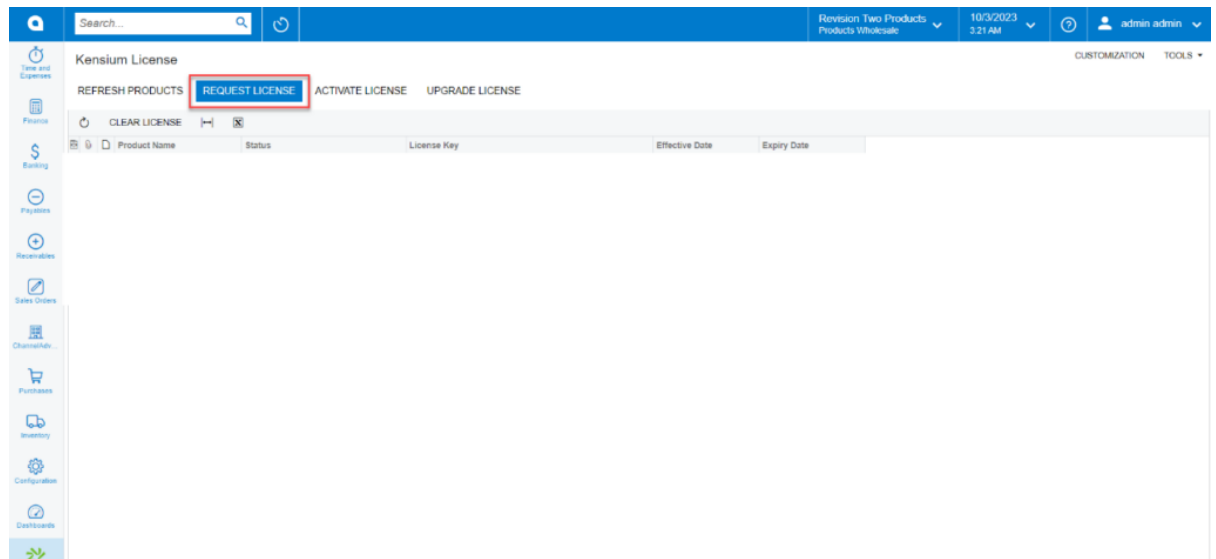 Search...
Revision Two Products
Products Wholesale
10/3/2023
3:21 AM
admin admin
Time and
Expenses
Kensium License
CUSTOMIZATION TOOLS
REFRESH PRODUCTS REQUEST LICENSE ACTIVATE LICENSE UPGRADE LICENSE
Finance
CLEAR LICENSE
Product Name Status License Key Effective Date Expiry Date
Banking
Payables
Receivables
Sales Orders
ChannelAdv...
Purchases
Inventory
Configuration
Dashboards